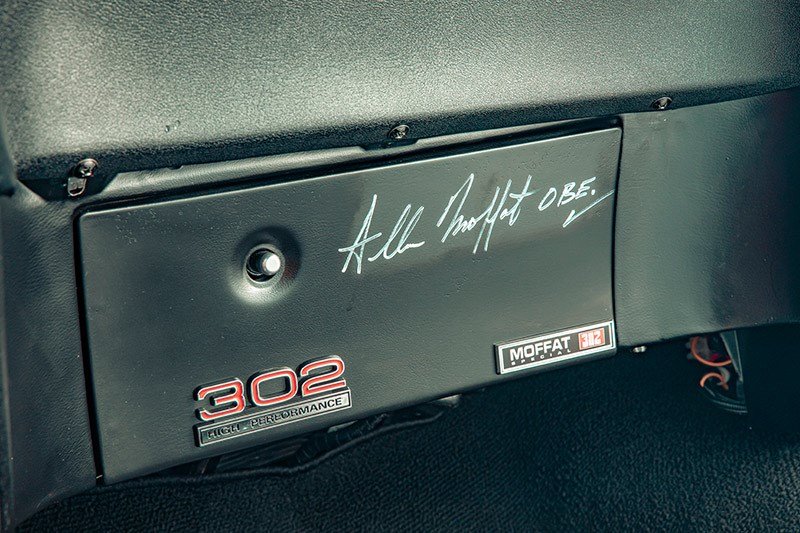 Allan Moffat OBE.
302
HIGH PERFORMANCE
MOFFAT 302
SPECIAL